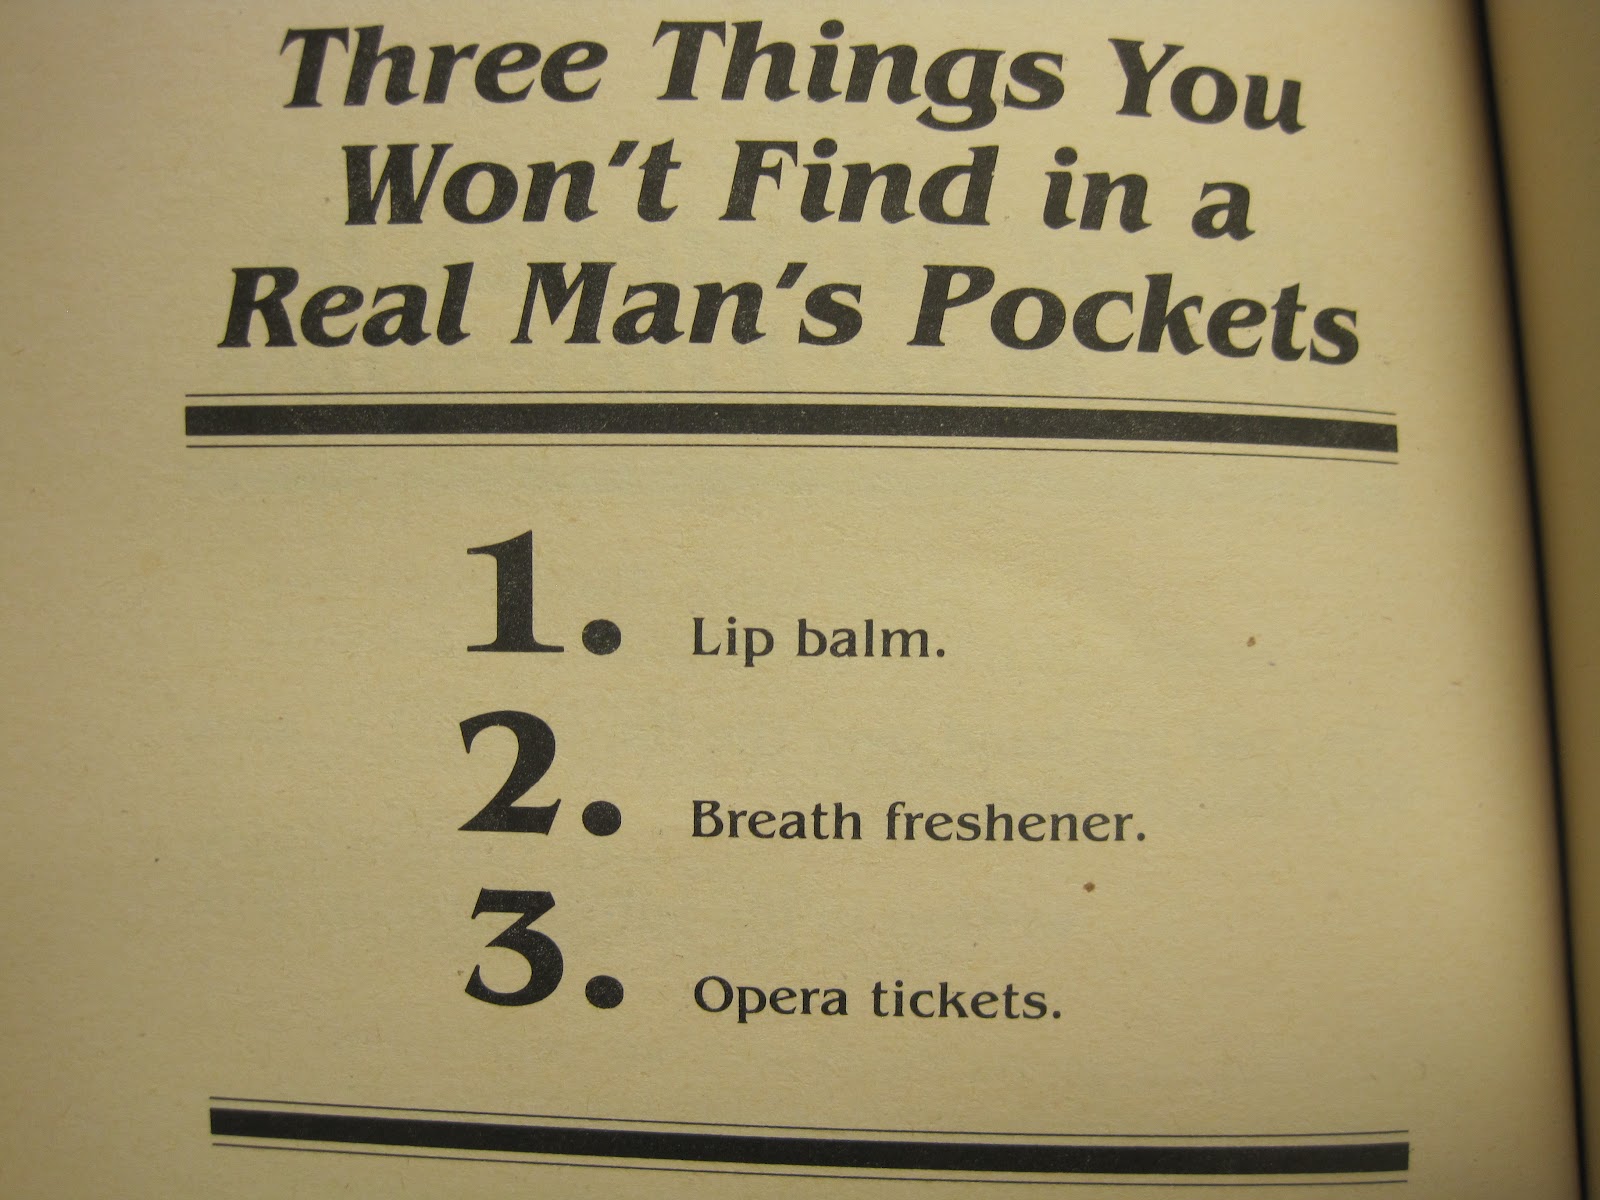 Three Things You
Won't Find in a
Real Man's Pockets
1. Lip balm.
2. Breath freshener.
3. Opera tickets.